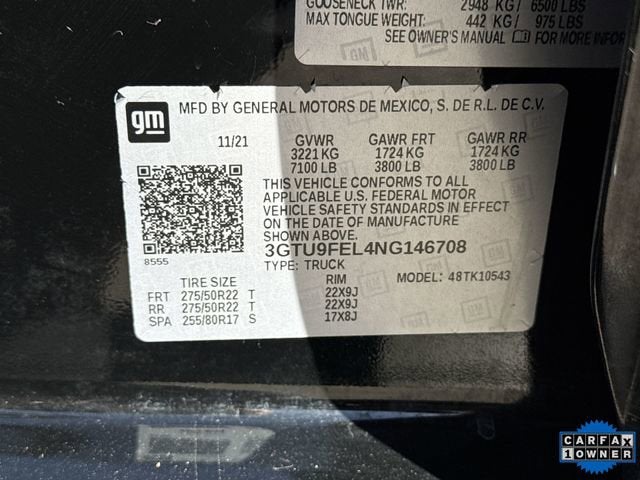 GOOSENECK TWR: 2948 KG/ 6500 LBS
MAX TONGUE WEIGHT: 442 KG/ 975 LBS
SEE OWNER'S MANUAL FOR MORE INFOR
gm
MFD BY GENERAL MOTORS DE MEXICO, S. DE R.L. DE C.V.
11/21 GVWR GAWR FRT GAWR RR
3221 KG 1724 KG 1724 KG
7100 LB 3800 LB 3800 LB
THIS VEHICLE CONFORMS TO ALL
APPLICABLE U.S. FEDERAL MOTOR
VEHICLE SAFETY STANDARDS IN EFFECT
ON THE DATE OF MANUFACTURE
SHOWN ABOVE.
3GTU9FEL4NG146708
8555
TYPE: TRUCK
MODEL: 48TK10543
TIRE SIZE RIM
FRT 275/50R22 T 22X9J
RR 275/50R22 T 22X9J
SPA 255/80R17 S 17X8J
CARFAX
1 OWNER